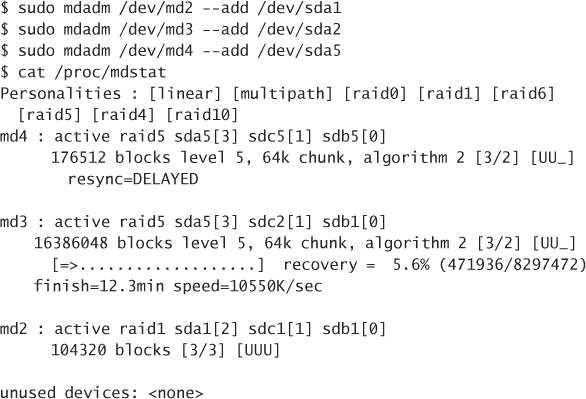 $ sudo mdadm /dev/md2 --add /dev/sda1
$ sudo mdadm /dev/md3 --add /dev/sda2
$ sudo mdadm /dev/md4 --add /dev/sda5
$ cat /proc/mdstat
Personalities : [linear] [multipath] [raid0] [raid1] [raid6]
[raid5] [raid4] [raid10]
md4 : active raid5 sda5[3] sdc5[1] sdb5[0]
176512 blocks level 5, 64k chunk, algorithm 2 [3/2] [UU_]
resync=DELAYED
md3 : active raid5 sda5[3] sdc2[1] sdb1[0]
16386048 blocks level 5, 64k chunk, algorithm 2 [3/2] [UU_]
[=>...................] recovery = 5.6% (471936/8297472)
finish=12.3min speed=10550K/sec
md2 : active raid1 sda1[2] sdc1[1] sdb1[0]
104320 blocks [3/3] [UUU]
unused devices: <none>